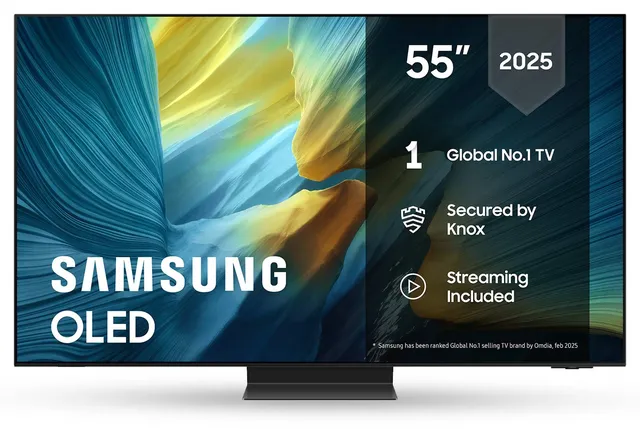 55"
2025
1
Global No.1 TV
Secured by
Knox
Streaming
Included
SAMSUNG
OLED
* Samsung has been ranked Global No.1 selling TV brand by Omdia, feb 2025